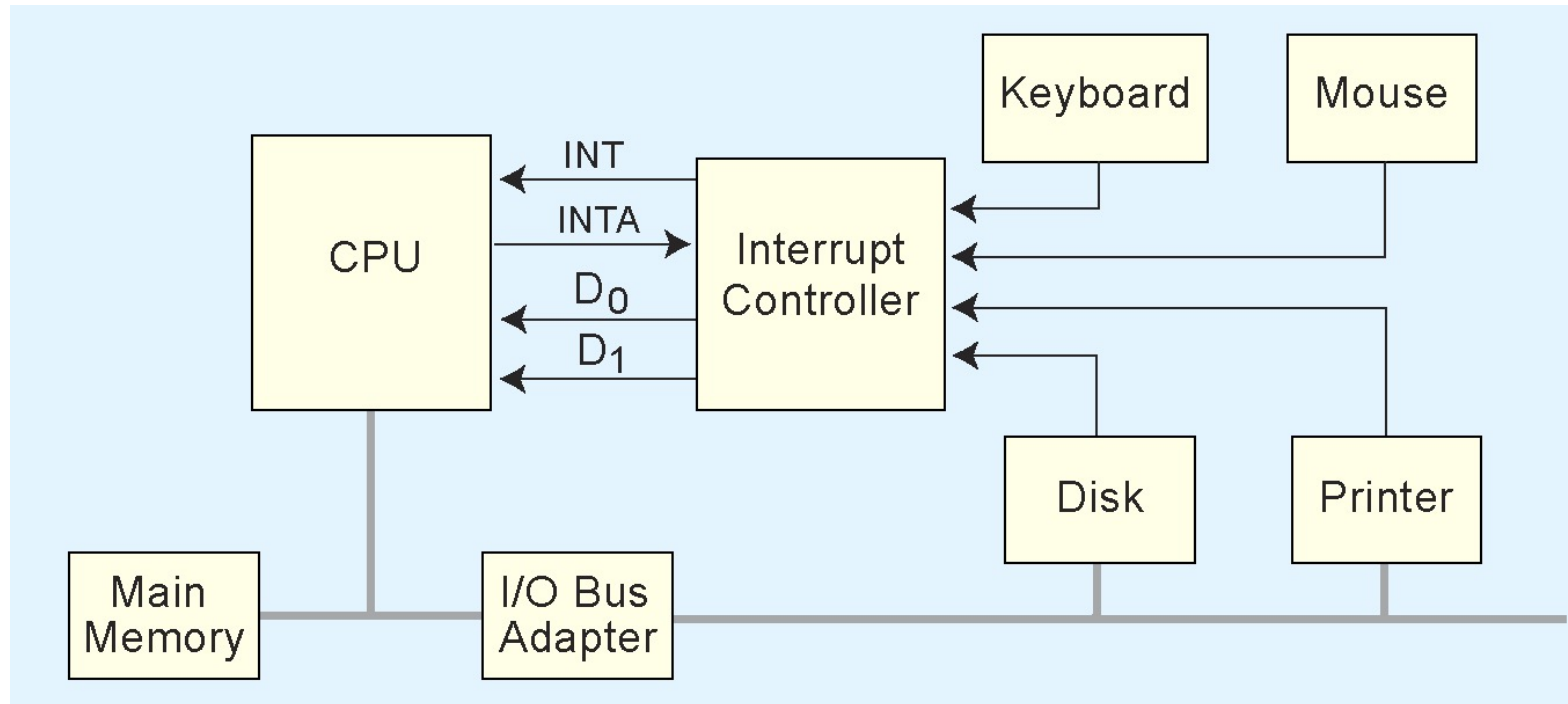 Keyboard
Mouse
INT
INTA
CPU
Interrupt
Controller
D0
D1
Disk
Printer
Main
Memory
I/O Bus
Adapter